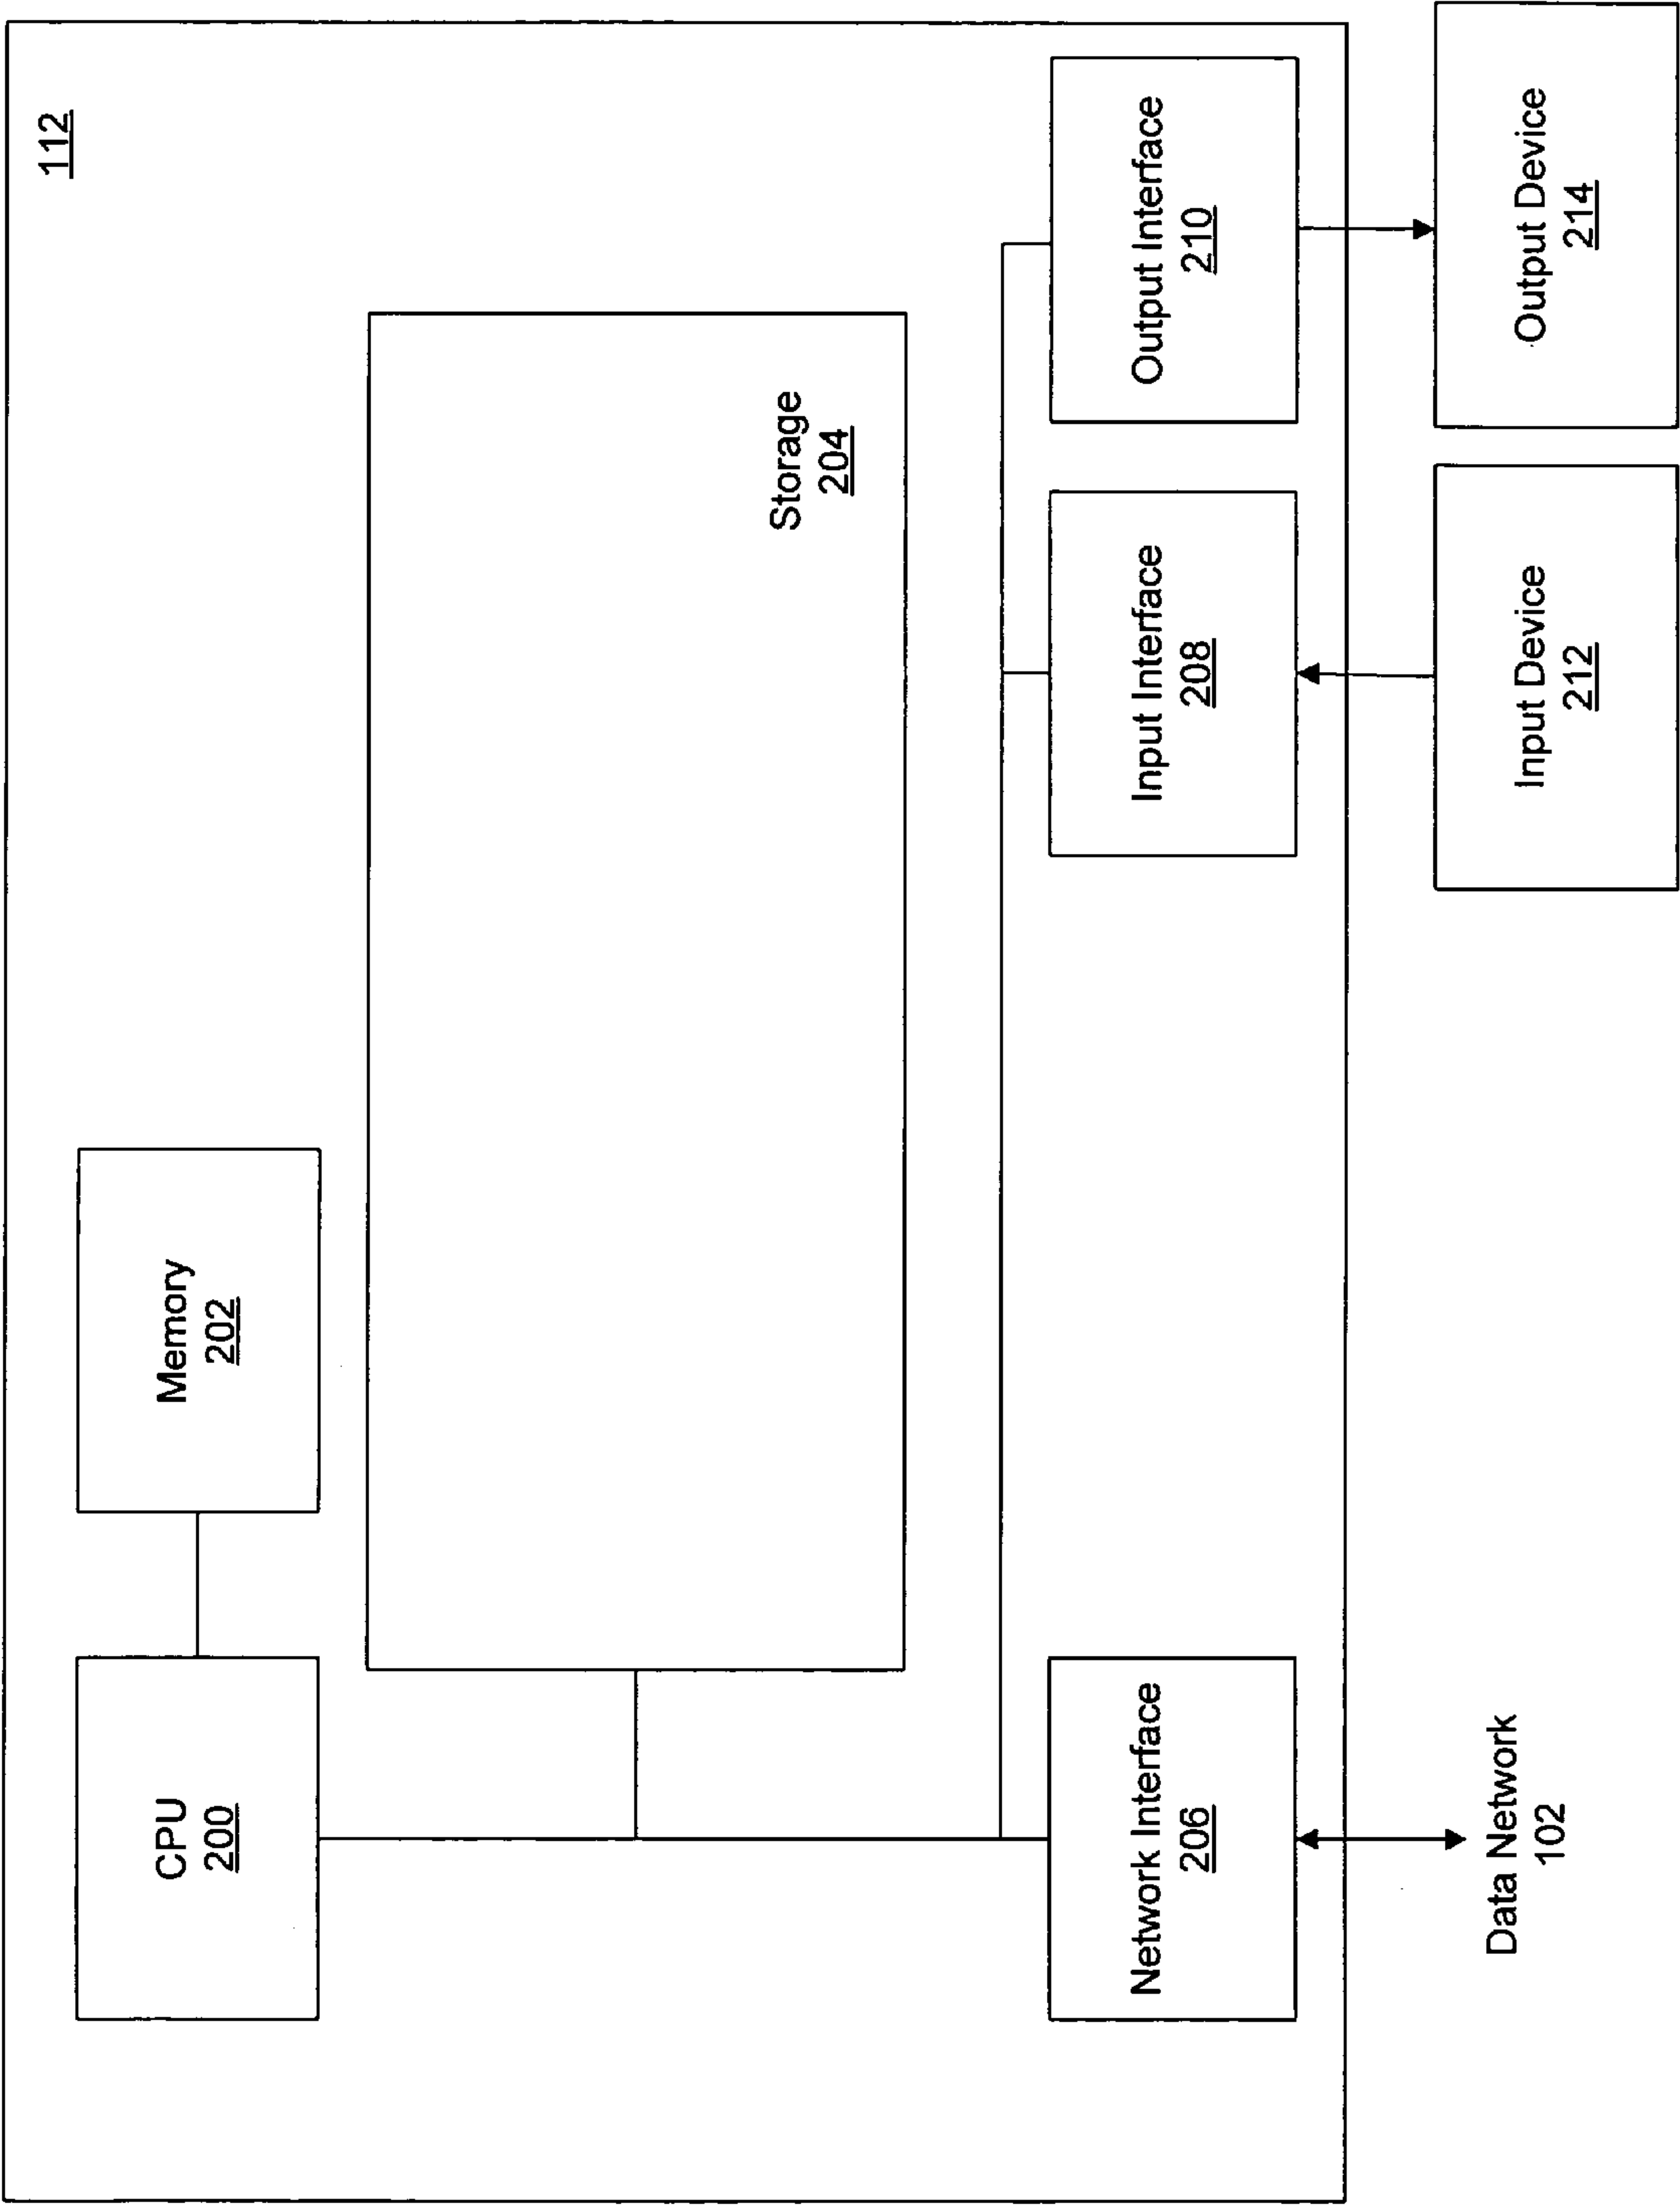 112
CPU
200
Memory
202
Storage
204
Network Interface
206
Input Interface
208
Output Interface
210
Data Network
102
Input Device
212
Output Device
214